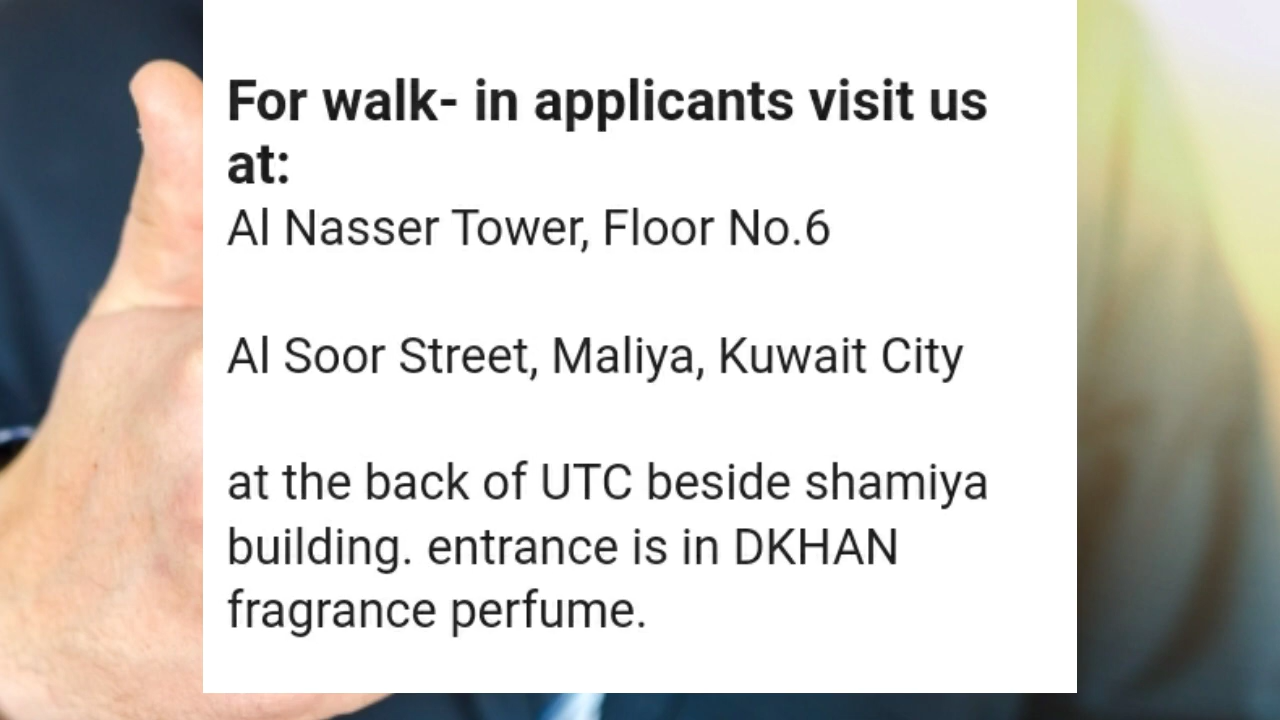 For walk- in applicants visit us
at:
Al Nasser Tower, Floor No.6
Al Soor Street, Maliya, Kuwait City
at the back of UTC beside shamiya
building. entrance is in DKHAN
fragrance perfume.